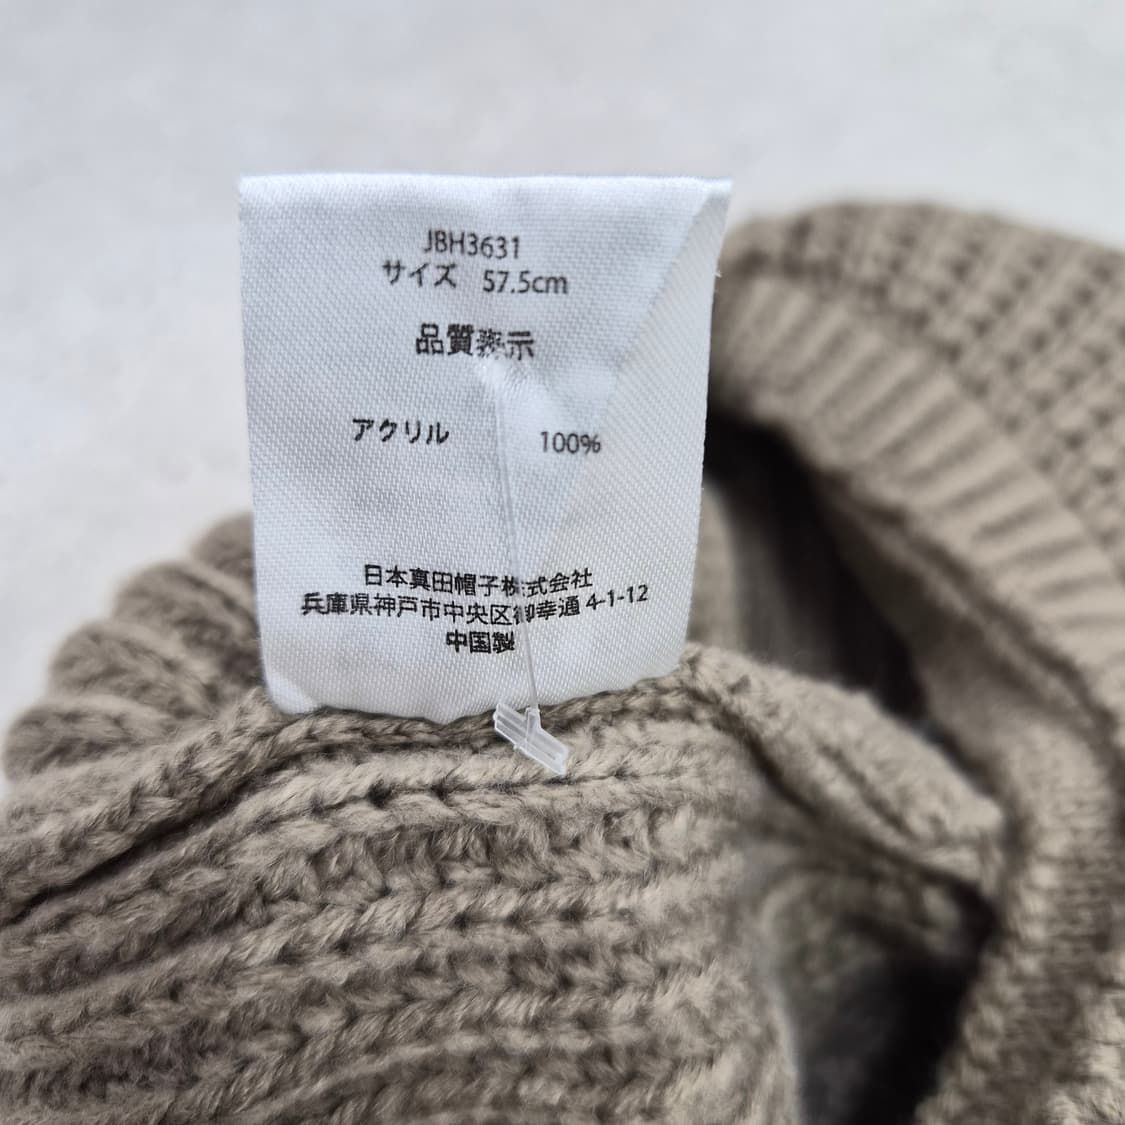 JBH3631
サイズ 57.5cm
品質表示
アクリル 100%
日本真田帽子株式会社
兵庫県神戸市中央区御幸通 4-1-12
中国製